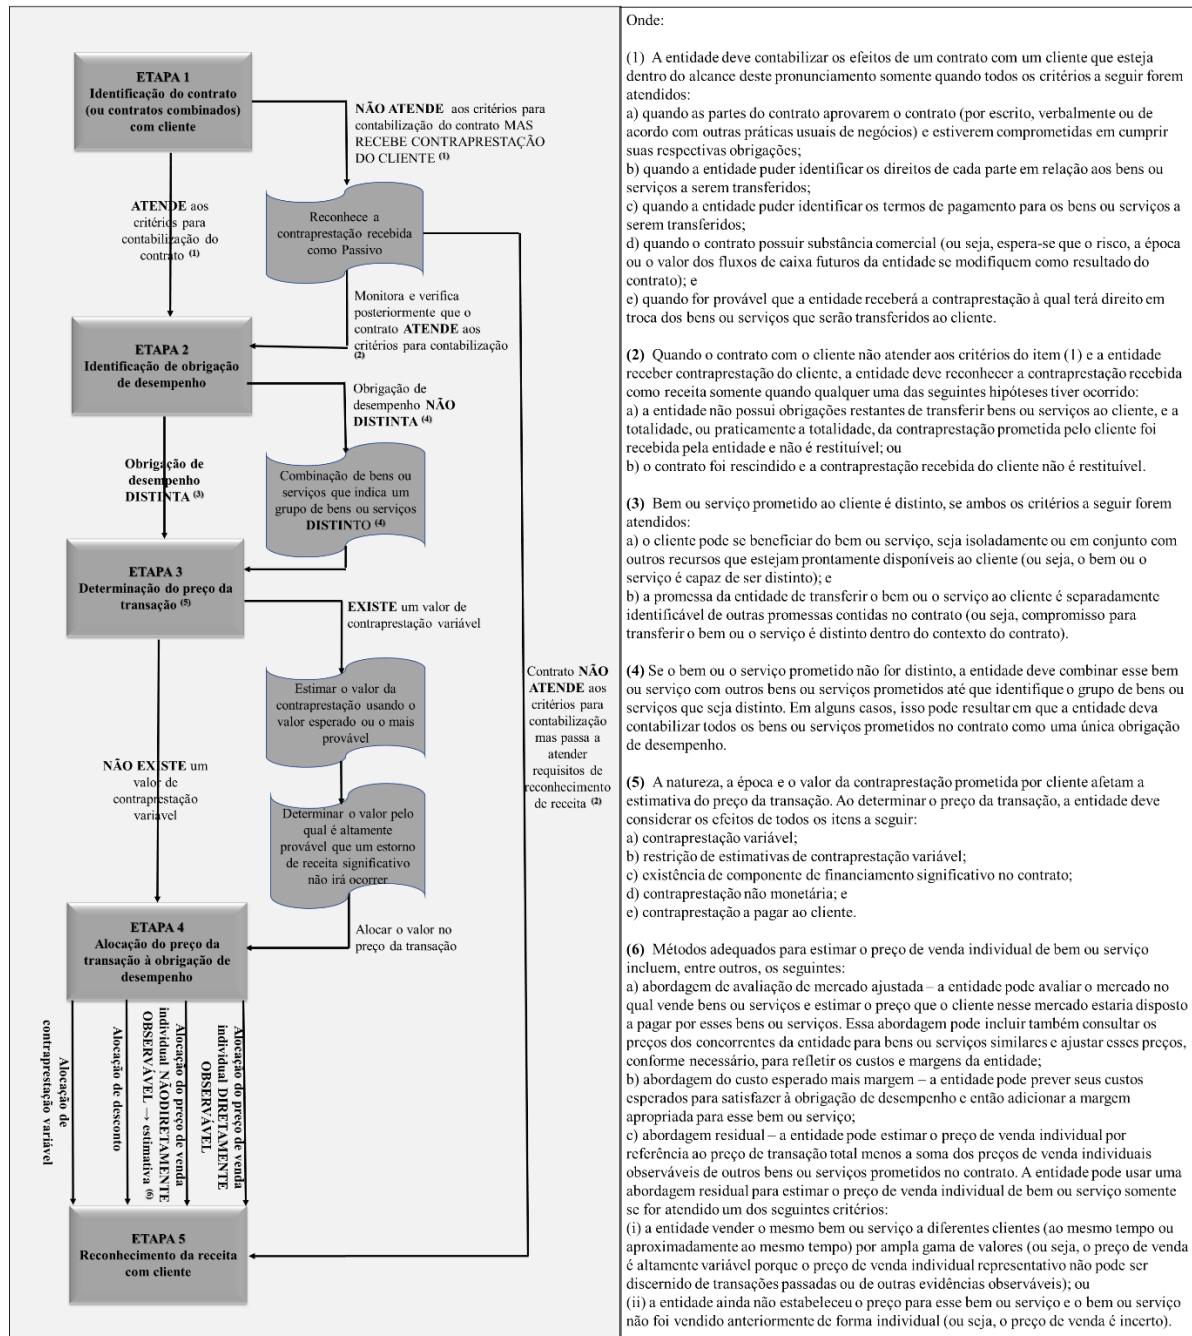 ETAPA 1
Identificação do contrato
(ou contratos combinados)
com cliente
NÃO ATENDE aos critérios para
contabilização do contrato MAS
RECEBE CONTRAPRESTAÇÃO
DO CLIENTE (1)
ATENDE aos
critérios para
contabilização do
contrato (1)
Reconhece a
contraprestação recebida
como Passivo
Monitora e verifica
posteriormente que o
contrato ATENDE aos
critérios para contabilização
(2)
ETAPA 2
Identificação de obrigação
de desempenho
Obrigação de
desempenho NÃO
DISTINTA (4)
Obrigação de
desempenho
DISTINTA (3)
Combinação de bens ou
serviços que indica um
grupo de bens ou serviços
DISTINTO (4)
ETAPA 3
Determinação do preço da
transação (5)
EXISTE um valor de
contraprestação variável
Estimar o valor da
contraprestação usando o
valor esperado ou o mais
provável
Contrato NÃO
ATENDE aos
critérios para
contabilização
mas passa a
atender
requisitos de
reconhecimento
de receita (2)
NÃO EXISTE um
valor de
contraprestação
variável
Determinar o valor pelo
qual é altamente
provável que um estorno
de receita significativo
não irá ocorrer
ETAPA 4
Alocação do preço da
transação à obrigação de
desempenho
Alocar o valor no
preço da transação
Alocação de
contraprestação variável
Alocação de desconto
Alocação do preço de venda
individual NÃODIRETAMENTE
OBSERVÁVEL → estimativa (6)
Alocação do preço de venda
individual DIRETAMENTE
OBSERVÁVEL
ETAPA 5
Reconhecimento da receita
com cliente
Onde:
(1) A entidade deve contabilizar os efeitos de um contrato com um cliente que esteja
dentro do alcance deste pronunciamento somente quando todos os critérios a seguir forem
atendidos:
a) quando as partes do contrato aprovarem o contrato (por escrito, verbalmente ou de
acordo com outras práticas usuais de negócios) e estiverem comprometidas em cumprir
suas respectivas obrigações;
b) quando a entidade puder identificar os direitos de cada parte em relação aos bens ou
serviços a serem transferidos;
c) quando a entidade puder identificar os termos de pagamento para os bens ou serviços a
serem transferidos;
d) quando o contrato possuir substância comercial (ou seja, espera-se que o risco, a época
ou o valor dos fluxos de caixa futuros da entidade se modifiquem como resultado do
contrato); e
e) quando for provável que a entidade receberá a contraprestação à qual terá direito em
troca dos bens ou serviços que serão transferidos ao cliente.
(2) Quando o contrato com o cliente não atender aos critérios do item (1) e a entidade
receber contraprestação do cliente, a entidade deve reconhecer a contraprestação recebida
como receita somente quando qualquer uma das seguintes hipóteses tiver ocorrido:
a) a entidade não possui obrigações restantes de transferir bens ou serviços ao cliente, e a
totalidade, ou praticamente a totalidade, da contraprestação prometida pelo cliente foi
recebida pela entidade e não é restituível; ou
b) o contrato foi rescindido e a contraprestação recebida do cliente não é restituível.
(3) Bem ou serviço prometido ao cliente é distinto, se ambos os critérios a seguir forem
atendidos:
a) o cliente pode se beneficiar do bem ou serviço, seja isoladamente ou em conjunto com
outros recursos que estejam prontamente disponíveis ao cliente (ou seja, o bem ou o
serviço é capaz de ser distinto); e
b) a promessa da entidade de transferir o bem ou o serviço ao cliente é separadamente
identificável de outras promessas contidas no contrato (ou seja, compromisso para
transferir o bem ou o serviço é distinto dentro do contexto do contrato).
(4) Se o bem ou o serviço prometido não for distinto, a entidade deve combinar esse bem
ou serviço com outros bens ou serviços prometidos até que identifique o grupo de bens ou
serviços que seja distinto. Em alguns casos, isso pode resultar em que a entidade deva
contabilizar todos os bens ou serviços prometidos no contrato como uma única obrigação
de desempenho.
(5) A natureza, a época e o valor da contraprestação prometida por cliente afetam a
estimativa do preço da transação. Ao determinar o preço da transação, a entidade deve
considerar os efeitos de todos os itens a seguir:
a) contraprestação variável;
b) restrição de estimativas de contraprestação variável;
c) existência de componente de financiamento significativo no contrato;
d) contraprestação não monetária; e
e) contraprestação a pagar ao cliente.
(6) Métodos adequados para estimar o preço de venda individual de bem ou serviço
incluem, entre outros, os seguintes:
a) abordagem de avaliação de mercado ajustada – a entidade pode avaliar o mercado no
qual vende bens ou serviços e estimar o preço que o cliente nesse mercado estaria disposto
a pagar por esses bens ou serviços. Essa abordagem pode incluir também consultar os
preços dos concorrentes da entidade para bens ou serviços similares e ajustar esses preços,
conforme necessário, para refletir os custos e margens da entidade;
b) abordagem do custo esperado mais margem – a entidade pode prever seus custos
esperados para satisfazer à obrigação de desempenho e então adicionar a margem
apropriada para esse bem ou serviço;
c) abordagem residual – a entidade pode estimar o preço de venda individual por
referência ao preço de transação total menos a soma dos preços de venda individuais
observáveis de outros bens ou serviços prometidos no contrato. A entidade pode usar uma
abordagem residual para estimar o preço de venda individual de bem ou serviço somente
se for atendido um dos seguintes critérios:
(i) a entidade vender o mesmo bem ou serviço a diferentes clientes (ao mesmo tempo ou
aproximadamente ao mesmo tempo) por ampla gama de valores (ou seja, o preço de venda
é altamente variável porque o preço de venda individual representativo não pode ser
discernido de transações passadas ou de outras evidências observáveis); ou
(ii) a entidade ainda não estabeleceu o preço para esse bem ou serviço e o bem ou serviço
não foi vendido anteriormente de forma individual (ou seja, o preço de venda é incerto).